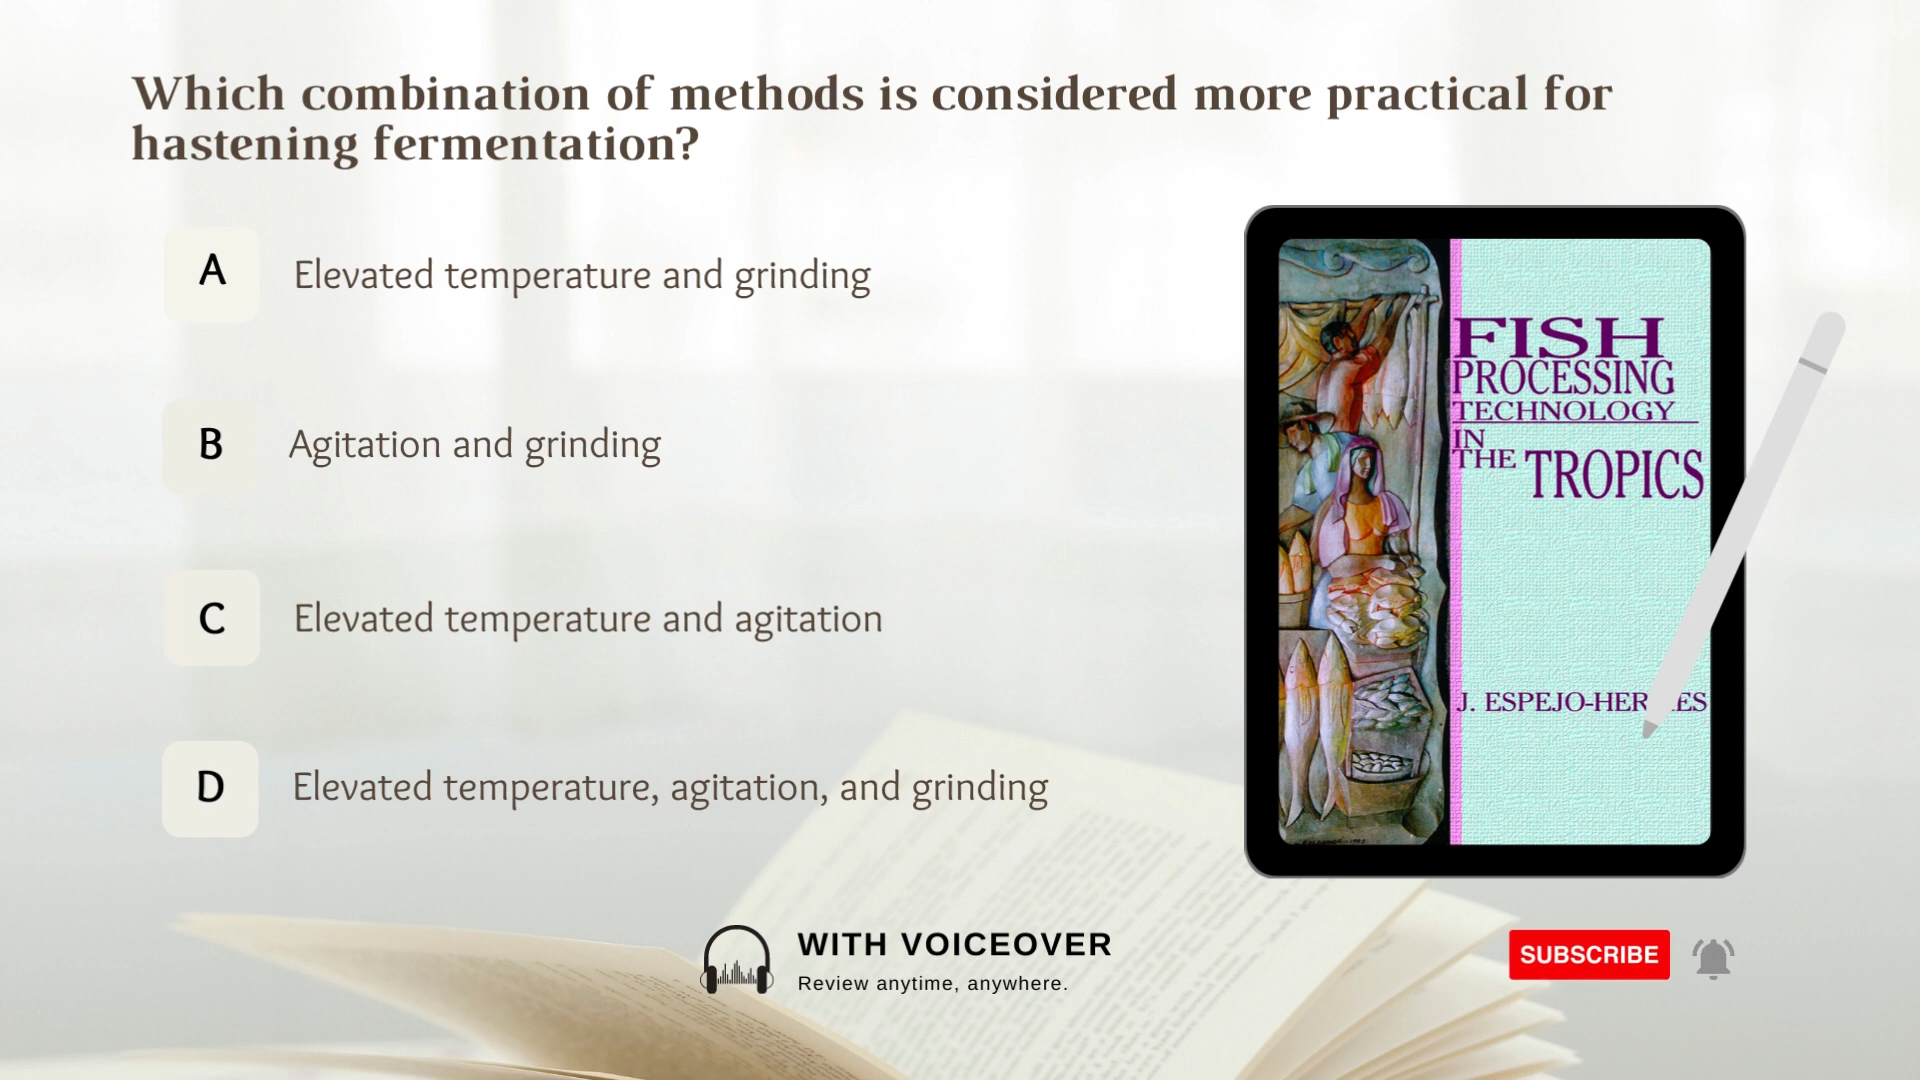 Which combination of methods is considered more practical for
hastening fermentation?
A Elevated temperature and grinding
B Agitation and grinding
C Elevated temperature and agitation
D Elevated temperature, agitation, and grinding
FISH
PROCESSING
TECHNOLOGY
IN
THE TROPICS
J. ESPEJO-
WITH VOICEOVER
Review anytime, anywhere.
SUBSCRIBE